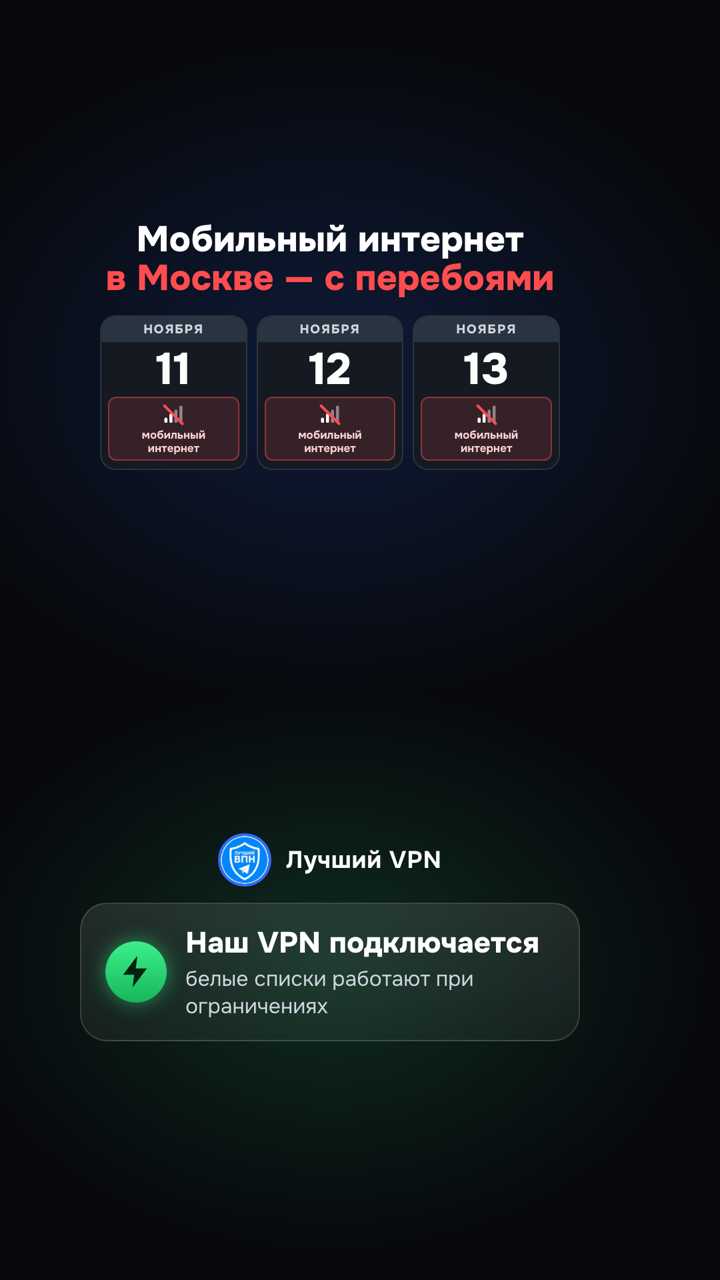 Мобильный интернет
в Москве — с перебоями
НОЯБРЯ
11
мобильный
интернет
НОЯБРЯ
12
мобильный
интернет
НОЯБРЯ
13
мобильный
интернет
ВПН
Лучший VPN
Наш VPN подключается
белые списки работают при
ограничениях